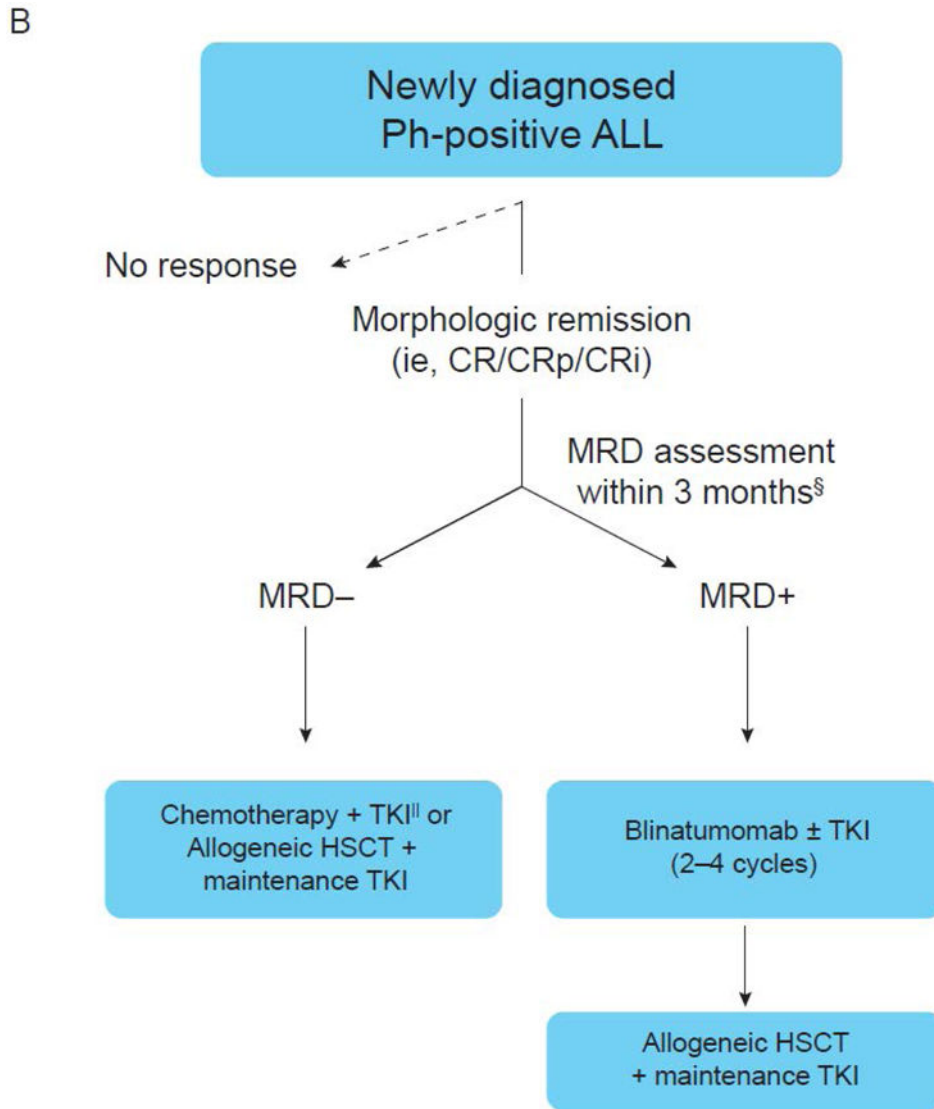 B
Newly diagnosed
Ph-positive ALL
No response
Morphologic remission
(ie, CR/CRp/CRi)
MRD assessment
within 3 months§
MRD–
MRD+
Chemotherapy + TKI|| or
Allogeneic HSCT +
maintenance TKI
Blinatumomab ± TKI
(2–4 cycles)
Allogeneic HSCT
+ maintenance TKI